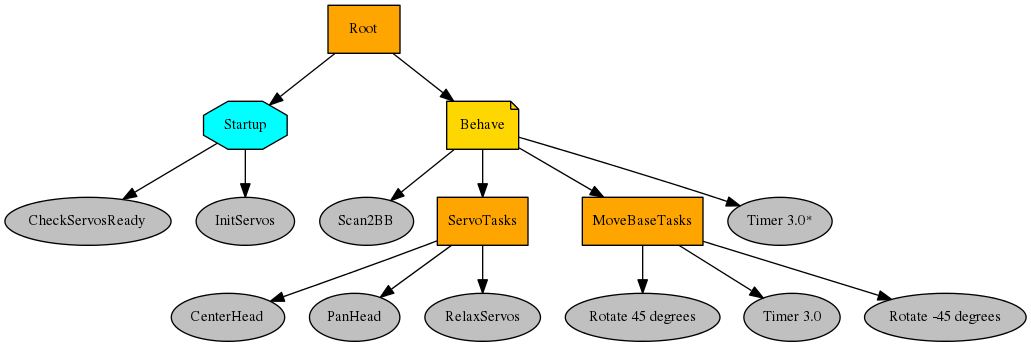 Root
Startup
Behave
CheckServosReady
InitServos
Scan2BB
ServoTasks
MoveBaseTasks
Timer 3.0*
CenterHead
PanHead
RelaxServos
Rotate 45 degrees
Timer 3.0
Rotate -45 degrees